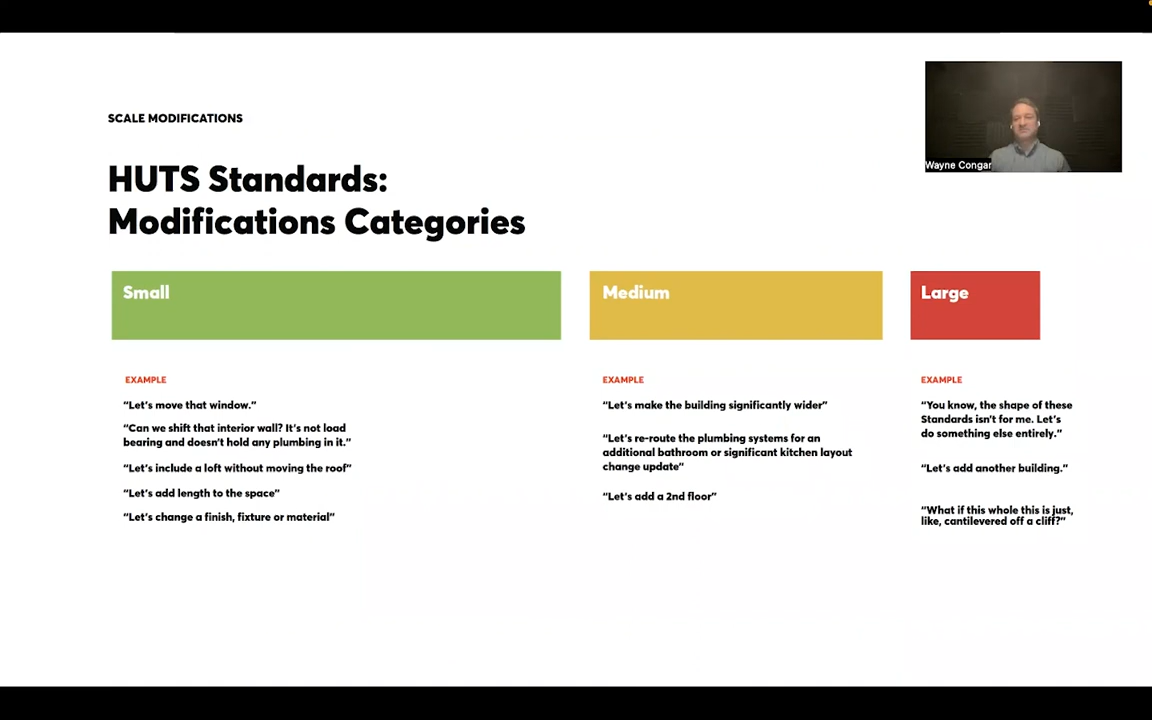 SCALE MODIFICATIONS
HUTS Standards:
Modifications Categories
Wayne Congar
Small
EXAMPLE
“Let’s move that window.”
“Can we shift that interior wall? It’s not load
bearing and doesn’t hold any plumbing in it.”
“Let’s include a loft without moving the roof”
“Let’s add length to the space”
“Let’s change a finish, fixture or material”
Medium
EXAMPLE
“Let’s make the building significantly wider”
“Let’s re-route the plumbing systems for an
additional bathroom or significant kitchen layout
change update”
“Let’s add a 2nd floor”
Large
EXAMPLE
“You know, the shape of these
Standards isn’t for me. Let’s
do something else entirely.”
“Let’s add another building.”
“What if this whole this is just,
like, cantilevered off a cliff?”